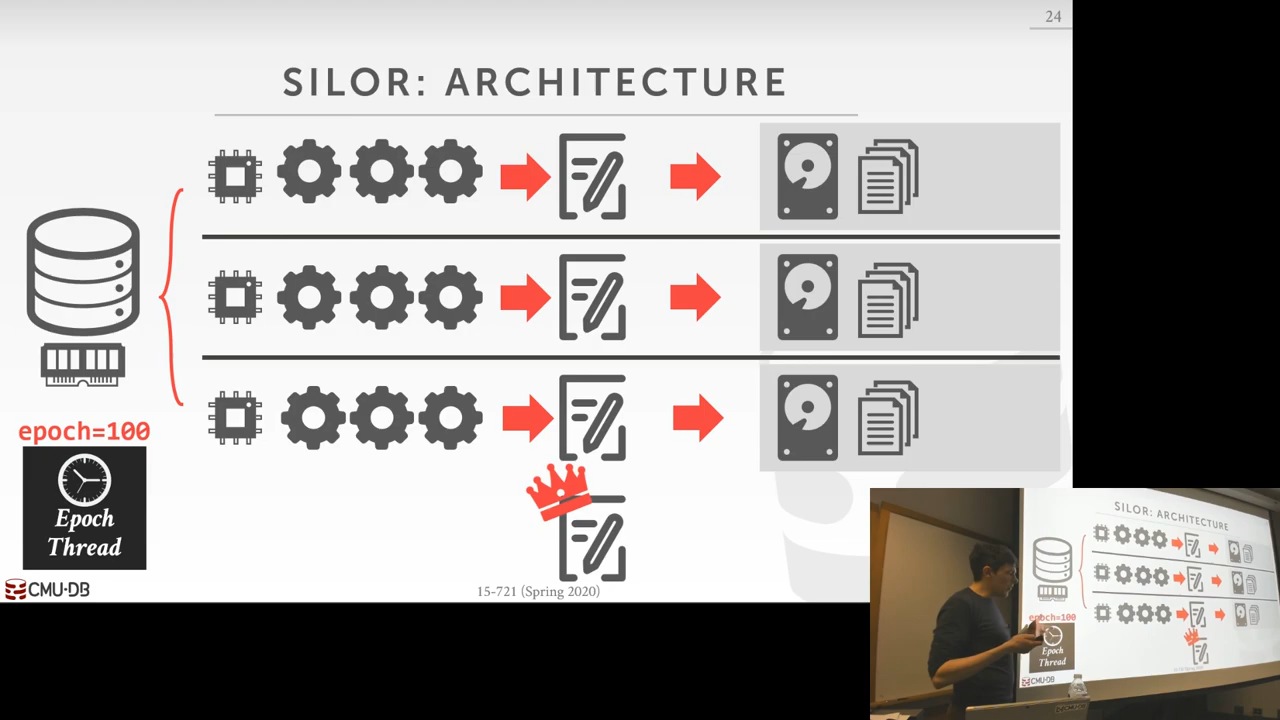 24
SILOR: ARCHITECTURE
epoch=100
Epoch
Thread
CMU·DB
15-721 (Spring 2020)
SILOR: ARCHITECTURE
epoch=100
Epoch
Thread
CMU·DB